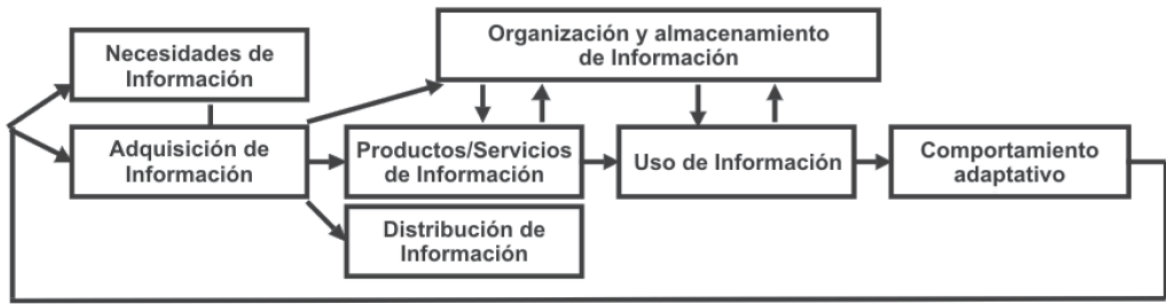 Necesidades de
Información
Organización y almacenamiento
de Información
Adquisición de
Información
Productos/Servicios
de Información
Uso de Información
Comportamiento
adaptativo
Distribución de
Información